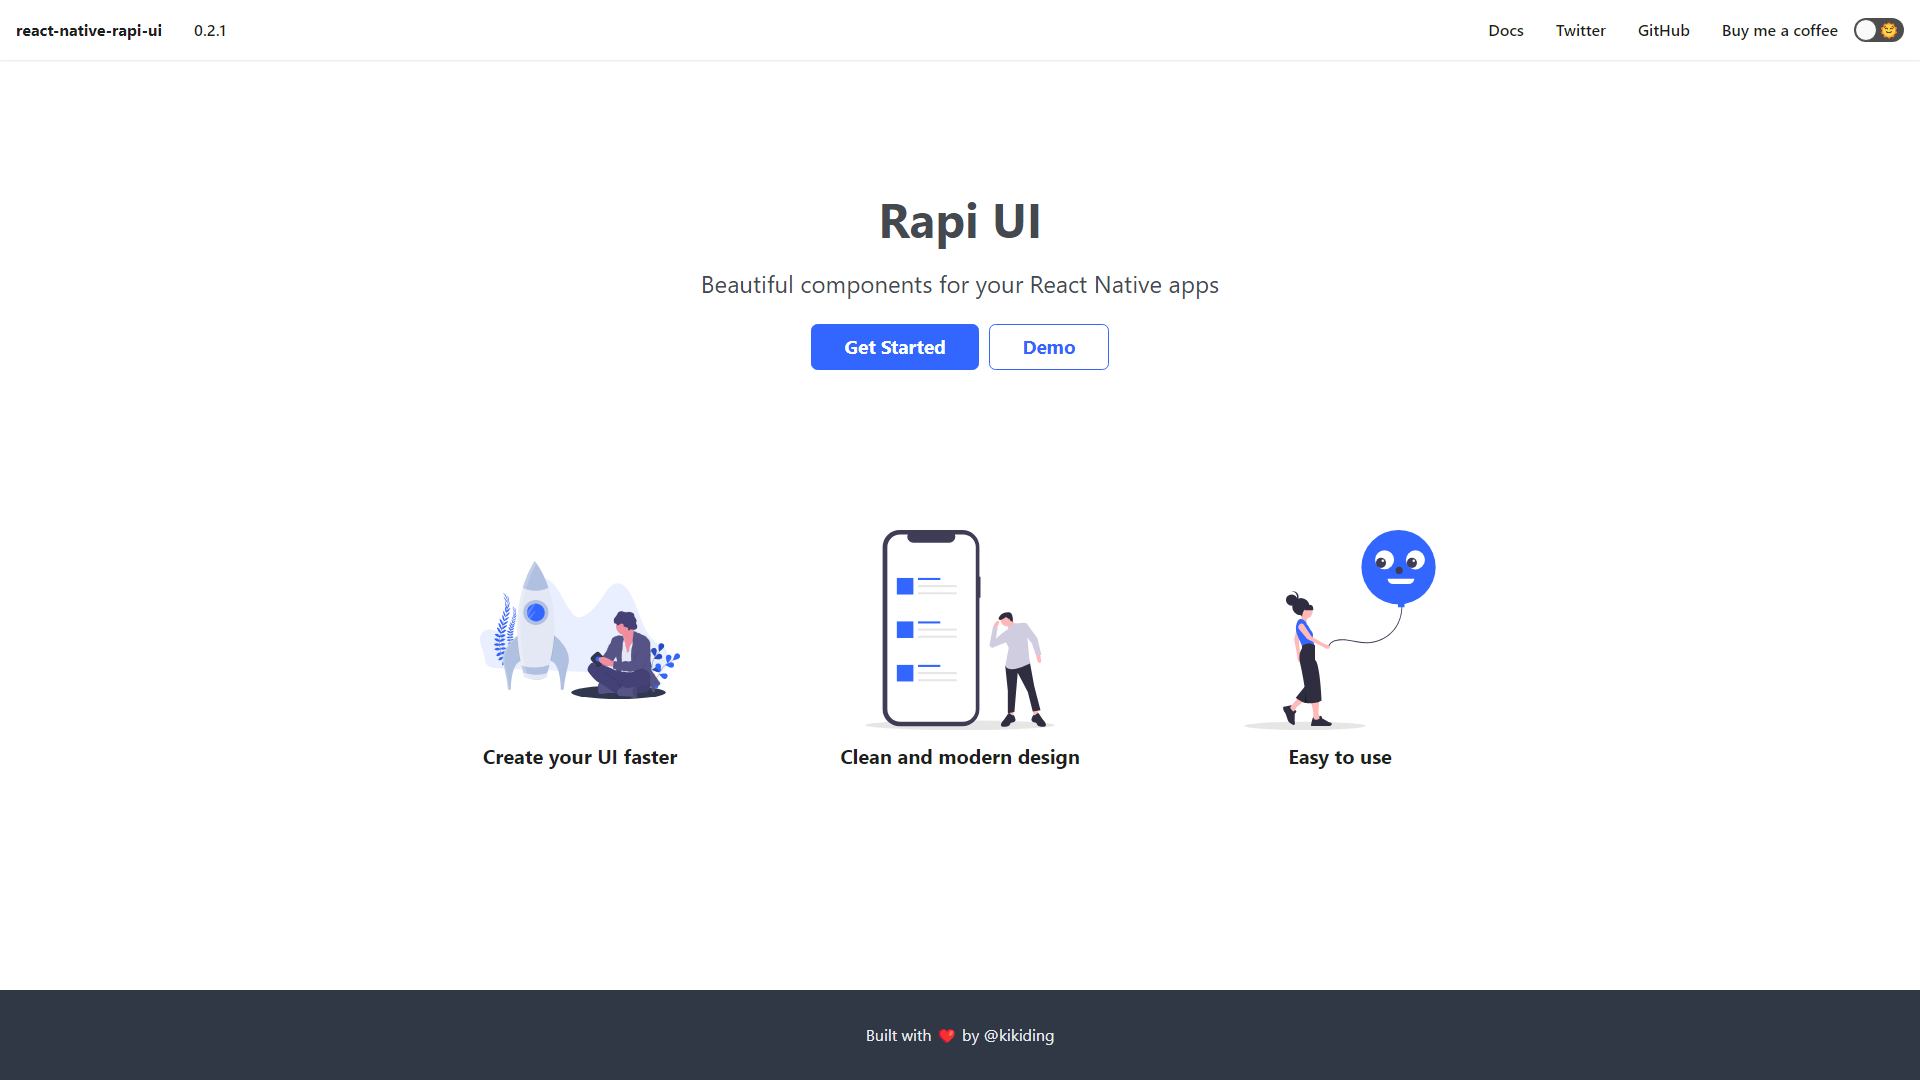 react-native-rapi-ui 0.2.1 Docs Twitter GitHub Buy me a coffee
Rapi UI
Beautiful components for your React Native apps
Get Started Demo
Create your UI faster Clean and modern design Easy to use
Built with ❤️ by @kikiding